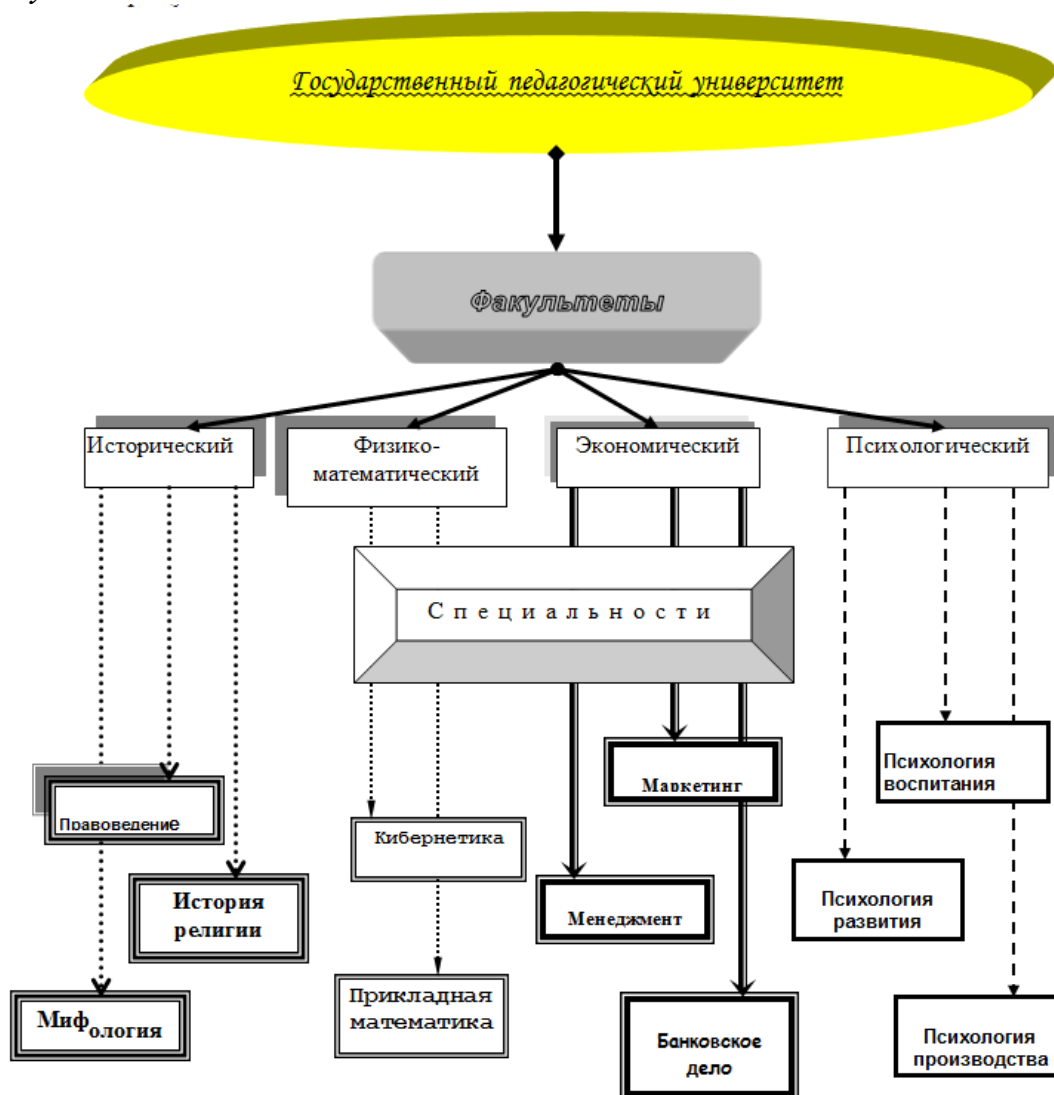 Государственный педагогический университет
Факультеты
Исторический
Физико-
математический
Экономический
Психологический
Специальности
Маркетинг
Психология
воспитания
Правоведение
Кибернетика
История
религии
Менеджмент
Психология
развития
Мифология
Прикладная
математика
Банковское
дело
Психология
производства